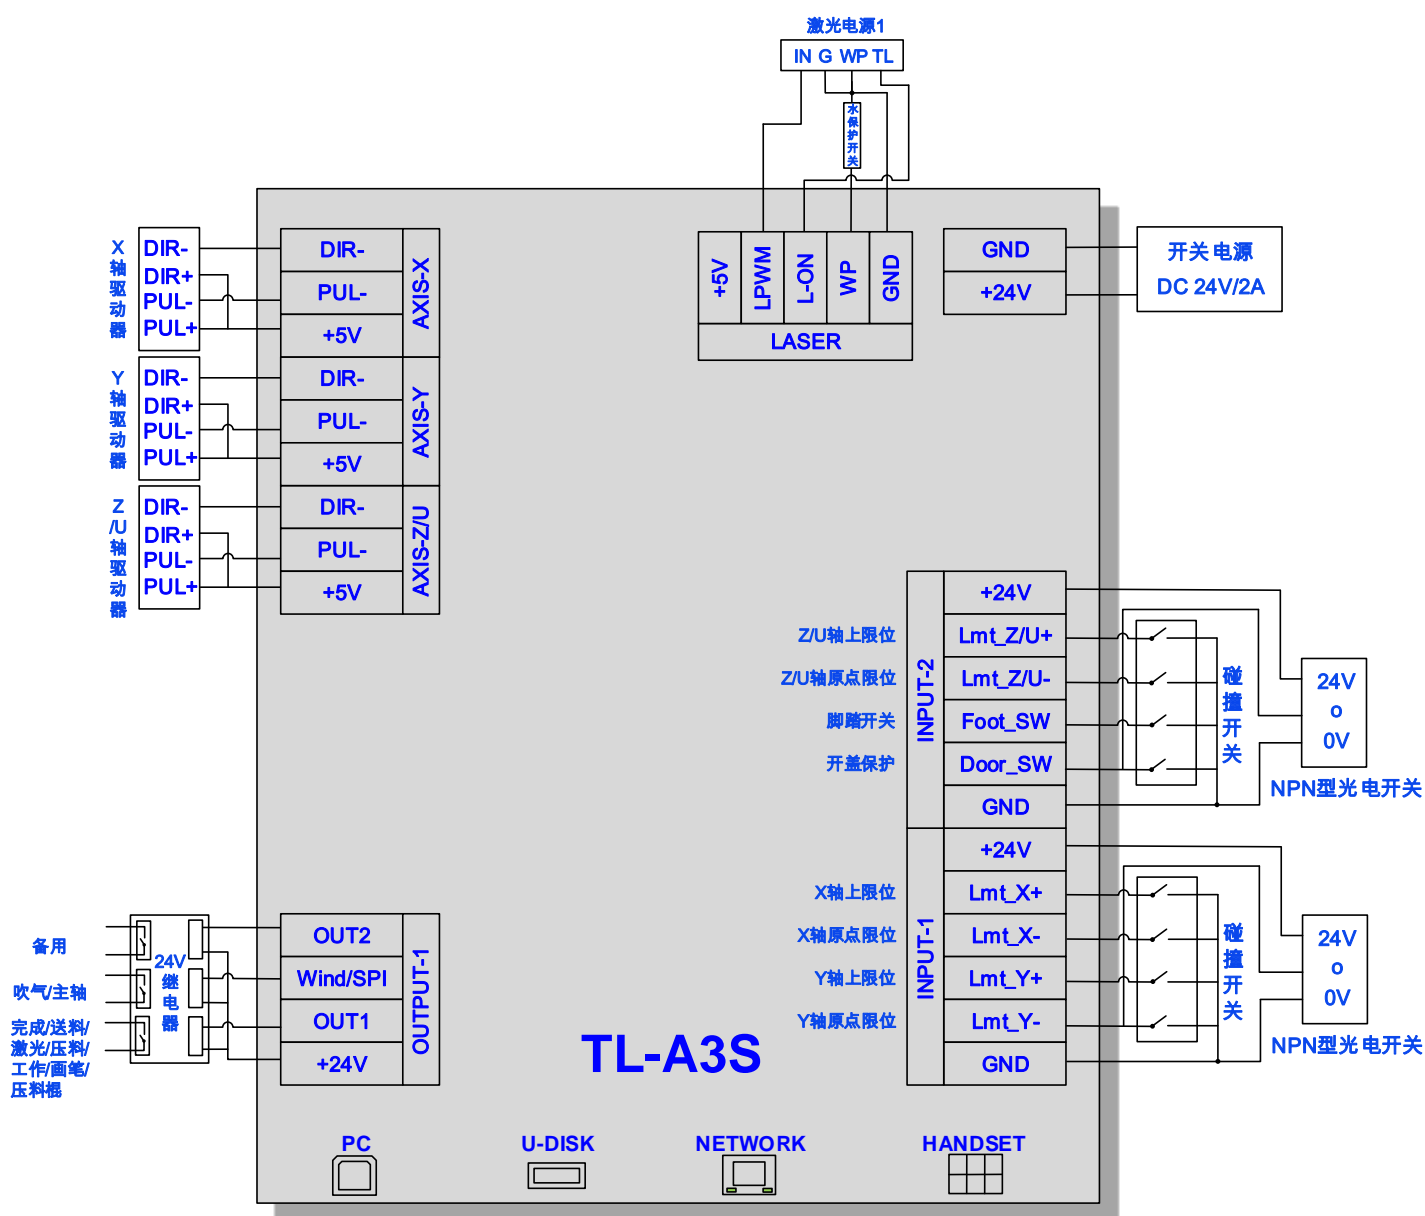 激光电源1
IN G WP TL
水保护开关
X轴驱动器
DIR-
DIR+
PUL-
PUL+
DIR-
PUL-
+5V
AXIS-X
Y轴驱动器
DIR-
DIR+
PUL-
PUL+
DIR-
PUL-
+5V
AXIS-Y
Z/U轴驱动器
DIR-
DIR+
PUL-
PUL+
DIR-
PUL-
+5V
AXIS-Z/U
+5V
LPWM
L-ON
WP
GND
LASER
GND
+24V
开关电源
DC 24V/2A
INPUT-2
+24V
Z/U轴上限位
Lmt_Z/U+
Z/U轴原点限位
Lmt_Z/U-
脚踏开关
Foot_SW
开盖保护
Door_SW
GND
碰撞开关
24V
o
0V
NPN型光电开关
INPUT-1
+24V
X轴上限位
Lmt_X+
X轴原点限位
Lmt_X-
Y轴上限位
Lmt_Y+
Y轴原点限位
Lmt_Y-
GND
碰撞开关
24V
o
0V
NPN型光电开关
备用
吹气/主轴
完成/送料/
激光/压料/
工作/画笔/
压料棍
24V
继电器
OUT2
Wind/SPI
OUT1
+24V
OUTPUT-1
TL-A3S
PC
U-DISK
NETWORK
HANDSET